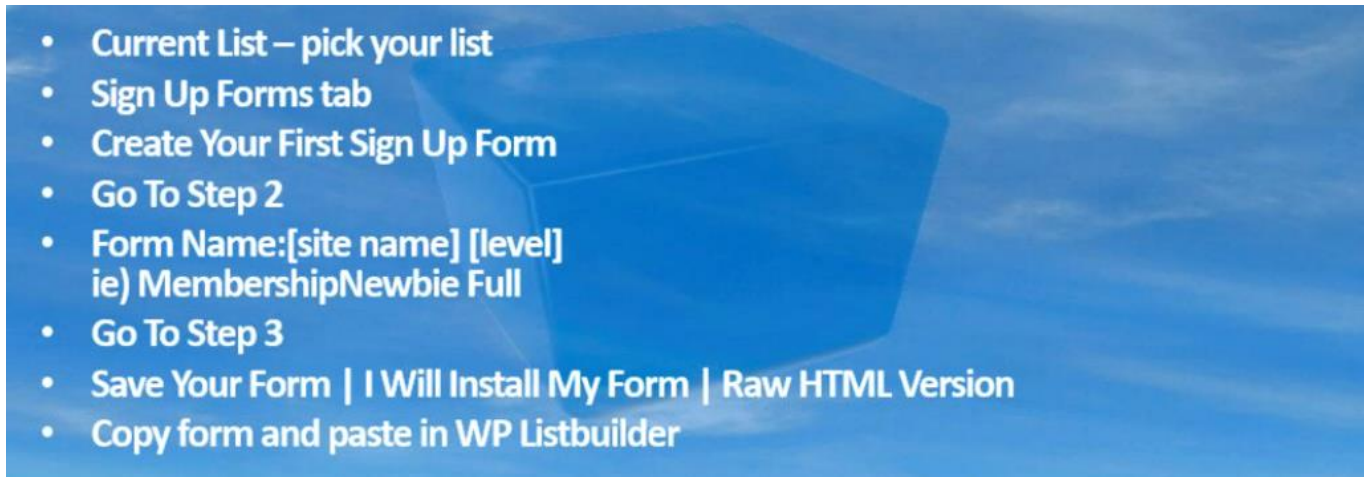 • Current List – pick your list
• Sign Up Forms tab
• Create Your First Sign Up Form
• Go To Step 2
• Form Name:[site name] [level]
ie) MembershipNewbie Full
• Go To Step 3
• Save Your Form | I Will Install My Form | Raw HTML Version
• Copy form and paste in WP Listbuilder